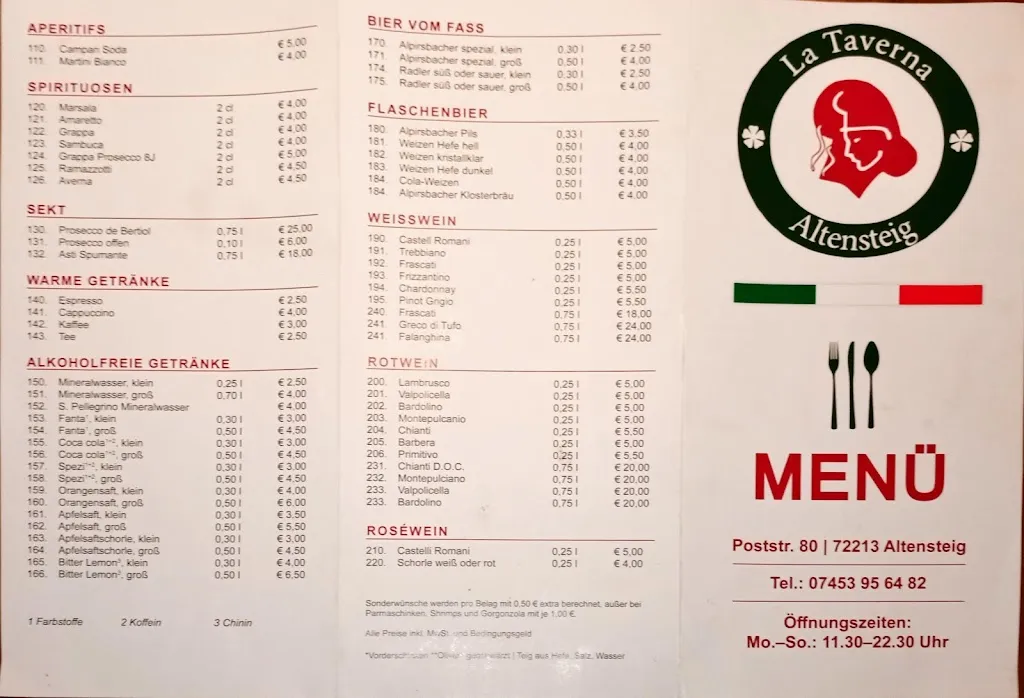 APERITIFS
110. Campari Soda € 5,00
111. Martini Bianco € 4,00
SPIRITUOSEN
120. Marsala 2 cl € 4,00
121. Amaretto 2 cl € 4,00
122. Grappa 2 cl € 4,00
123. Sambuca 2 cl € 4,00
124. Grappa Prosecco 8J 2 cl € 5,00
125. Ramazzotti 2 cl € 4,50
126. Averna 2 cl € 4,50
SEKT
130. Prosecco de Bertiol 0,75 l € 25,00
131. Prosecco offen 0,10 l € 6,00
132. Asti Spumante 0,75 l € 18,00
WARME GETRÄNKE
140. Espresso € 2,50
141. Cappuccino € 4,00
142. Kaffee € 3,00
143. Tee € 2,50
ALKOHOLFREIE GETRÄNKE
150. Mineralwasser, klein 0,25 l € 2,50
151. Mineralwasser, groß 0,70 l € 4,00
152. S. Pellegrino Mineralwasser € 4,00
153. Fanta¹, klein 0,30 l € 3,00
154. Fanta¹, groß 0,50 l € 4,50
155. Coca cola¹⁺², klein 0,30 l € 3,00
156. Coca cola¹⁺², groß 0,50 l € 4,50
157. Spezi¹⁺², klein 0,30 l € 3,00
158. Spezi¹⁺², groß 0,50 l € 4,50
159. Orangensaft, klein 0,30 l € 4,00
160. Orangensaft, groß 0,50 l € 6,00
161. Apfelsaft, klein 0,30 l € 3,50
162. Apfelsaft, groß 0,50 l € 5,50
163. Apfelsaftschorle, klein 0,30 l € 3,00
164. Apfelsaftschorle, groß 0,50 l € 4,50
165. Bitter Lemon³, klein 0,30 l € 4,00
166. Bitter Lemon³, groß 0,50 l € 6,50
1 Farbstoffe 2 Koffein 3 Chinin
BIER VOM FASS
170. Alpirsbacher spezial, klein 0,30 l € 2,50
171. Alpirsbacher spezial, groß 0,50 l € 4,00
174. Radler süß oder sauer, klein 0,30 l € 2,50
175. Radler süß oder sauer, groß 0,50 l € 4,00
FLASCHENBIER
180. Alpirsbacher Pils 0,33 l € 3,50
181. Weizen Hefe hell 0,50 l € 4,00
182. Weizen kristallklar 0,50 l € 4,00
183. Weizen Hefe dunkel 0,50 l € 4,00
184. Cola-Weizen 0,50 l € 4,00
184. Alpirsbacher Klosterbräu 0,50 l € 4,00
WEISSWEIN
190. Castell Romani 0,25 l € 5,00
191. Trebbiano 0,25 l € 5,00
192. Frascati 0,25 l € 5,00
193. Frizzantino 0,25 l € 5,00
194. Chardonnay 0,25 l € 5,50
195. Pinot Grigio 0,25 l € 5,50
240. Frascati 0,75 l € 18,00
241. Greco di Tufo 0,75 l € 24,00
241. Falanghina 0,75 l € 24,00
ROTWEIN
200. Lambrusco 0,25 l € 5,00
201. Valpolicella 0,25 l € 5,00
202. Bardolino 0,25 l € 5,00
203. Montepulcanio 0,25 l € 5,00
204. Chianti 0,25 l € 5,50
205. Barbera 0,25 l € 5,00
206. Primitivo 0,25 l € 5,50
231. Chianti D.O.C. 0,75 l € 20,00
232. Montepulciano 0,75 l € 20,00
233. Valpolicella 0,75 l € 20,00
233. Bardolino 0,75 l € 20,00
ROSÉWEIN
210. Castelli Romani 0,25 l € 5,00
220. Schorle weiß oder rot 0,25 l € 4,00
Sonderwünsche werden pro Belag mit 0,50 € extra berechnet, außer bei
Parmaschinken, Shrimps und Gorgonzola mit je 1,00 €.
Alle Preise inkl. MwSt. und Bedingungsgeld
*Vorderschinken **Oliven geschwärzt | Teig aus Hefe, Salz, Wasser
La Taverna
Altensteig
MENÜ
Poststr. 80 | 72213 Altensteig
Tel.: 07453 95 64 82
Öffnungszeiten:
Mo.–So.: 11.30–22.30 Uhr